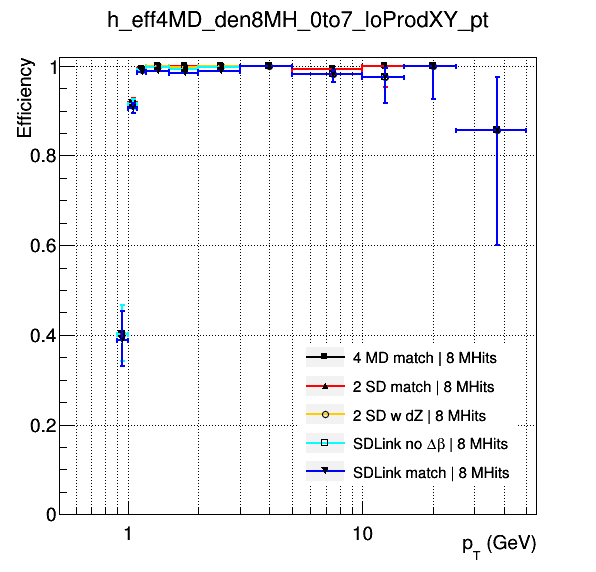 h_eff4MD_den8MH_0to7_loProdXY_pt
Efficiency
1
0.8
0.6
0.4
0.2
0
4 MD match | 8 MHits
2 SD match | 8 MHits
2 SD w dZ | 8 MHits
SDLink no Δβ | 8 MHits
SDLink match | 8 MHits
1 10
p_T (GeV)